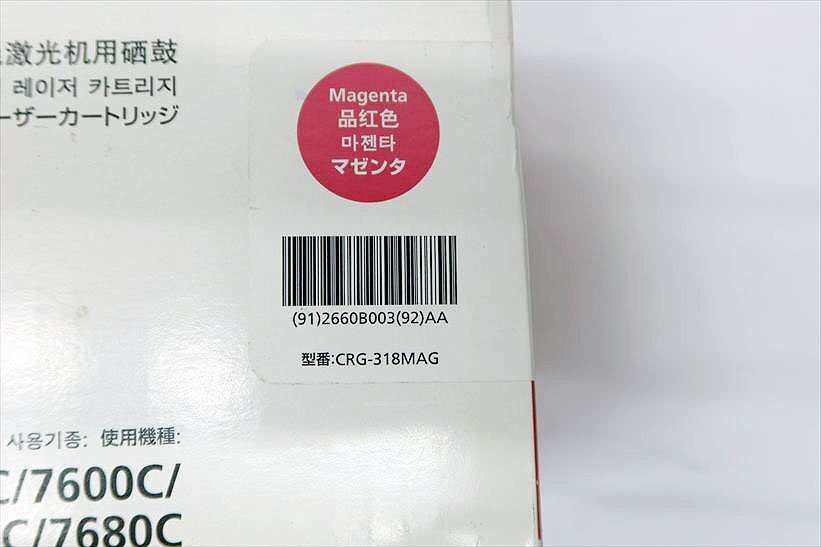 激光机用硒鼓
레이저 카트리지
ーザーカートリッジ
Magenta
品红色
마젠타
マゼンタ
(91)2660B003(92)AA
型番:CRG-318MAG
사용기종: 使用機種:
C/7600C/
C/7680C